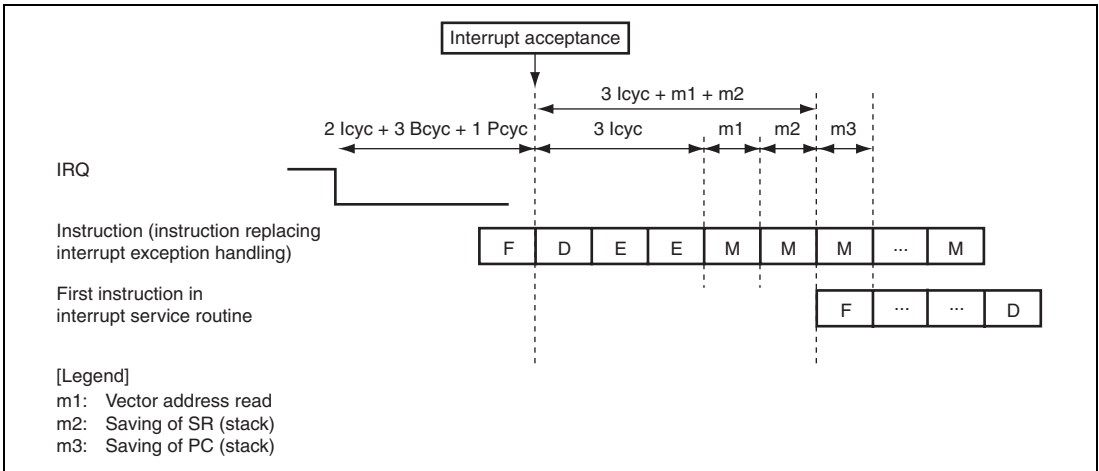 Interrupt acceptance
3 Icyc + m1 + m2
2 Icyc + 3 Bcyc + 1 Pcyc 3 Icyc m1 m2 m3
IRQ
Instruction (instruction replacing
interrupt exception handling)
F D E E M M M ... M
First instruction in
interrupt service routine
F ... ... D
[Legend]
m1: Vector address read
m2: Saving of SR (stack)
m3: Saving of PC (stack)